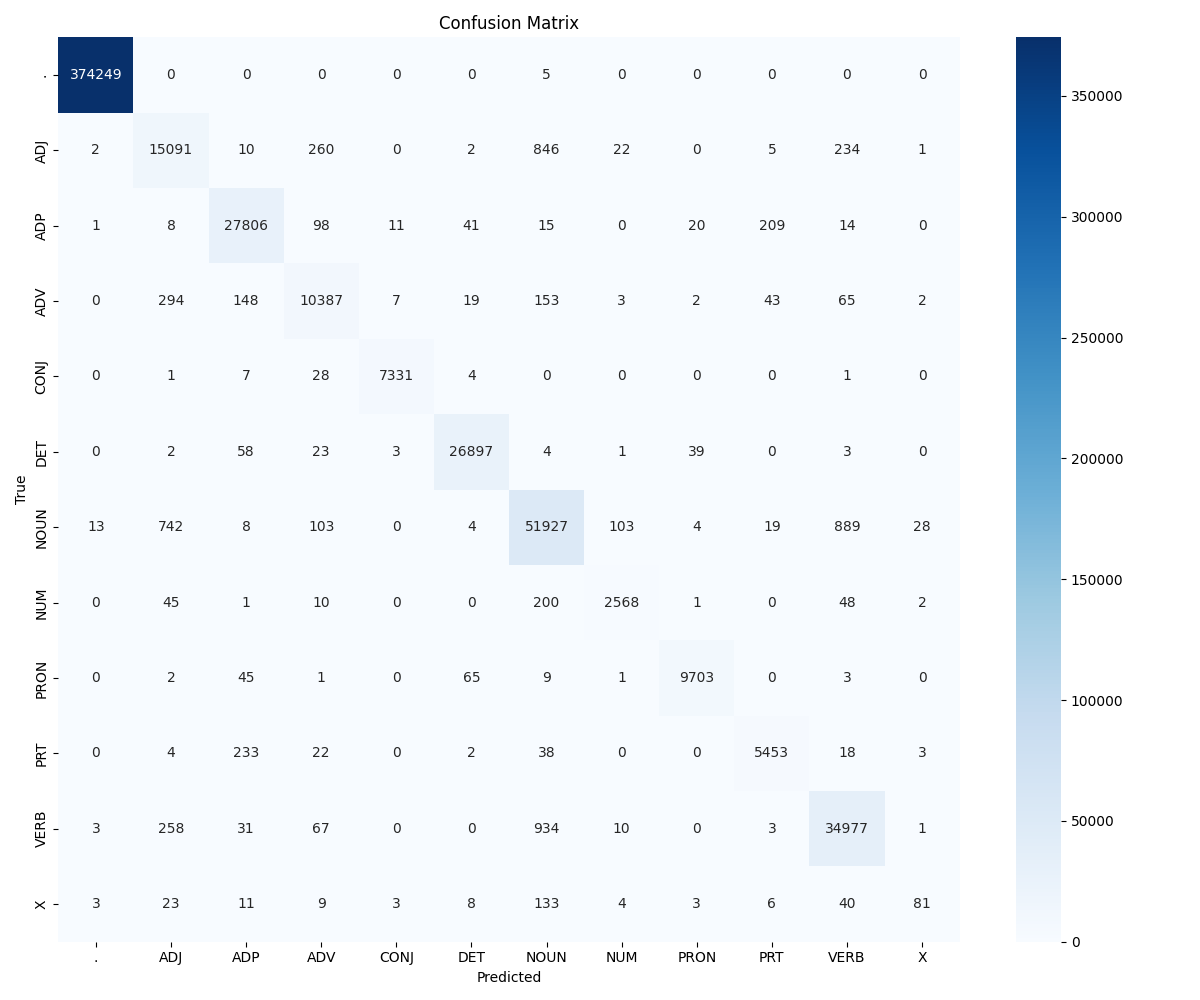 Confusion Matrix
. 374249 0 0 0 0 0 5 0 0 0 0 0
ADJ 2 15091 10 260 0 2 846 22 0 5 234 1
ADP 1 8 27806 98 11 41 15 0 20 209 14 0
ADV 0 294 148 10387 7 19 153 3 2 43 65 2
CONJ 0 1 7 28 7331 4 0 0 0 0 1 0
DET 0 2 58 23 3 26897 4 1 39 0 3 0
NOUN 13 742 8 103 0 4 51927 103 4 19 889 28
NUM 0 45 1 10 0 0 200 2568 1 0 48 2
PRON 0 2 45 1 0 65 9 1 9703 0 3 0
PRT 0 4 233 22 0 2 38 0 0 5453 18 3
VERB 3 258 31 67 0 0 934 10 0 3 34977 1
X 3 23 11 9 3 8 133 4 3 6 40 81
. ADJ ADP ADV CONJ DET NOUN NUM PRON PRT VERB X
Predicted
True
350000
300000
250000
200000
150000
100000
50000
0